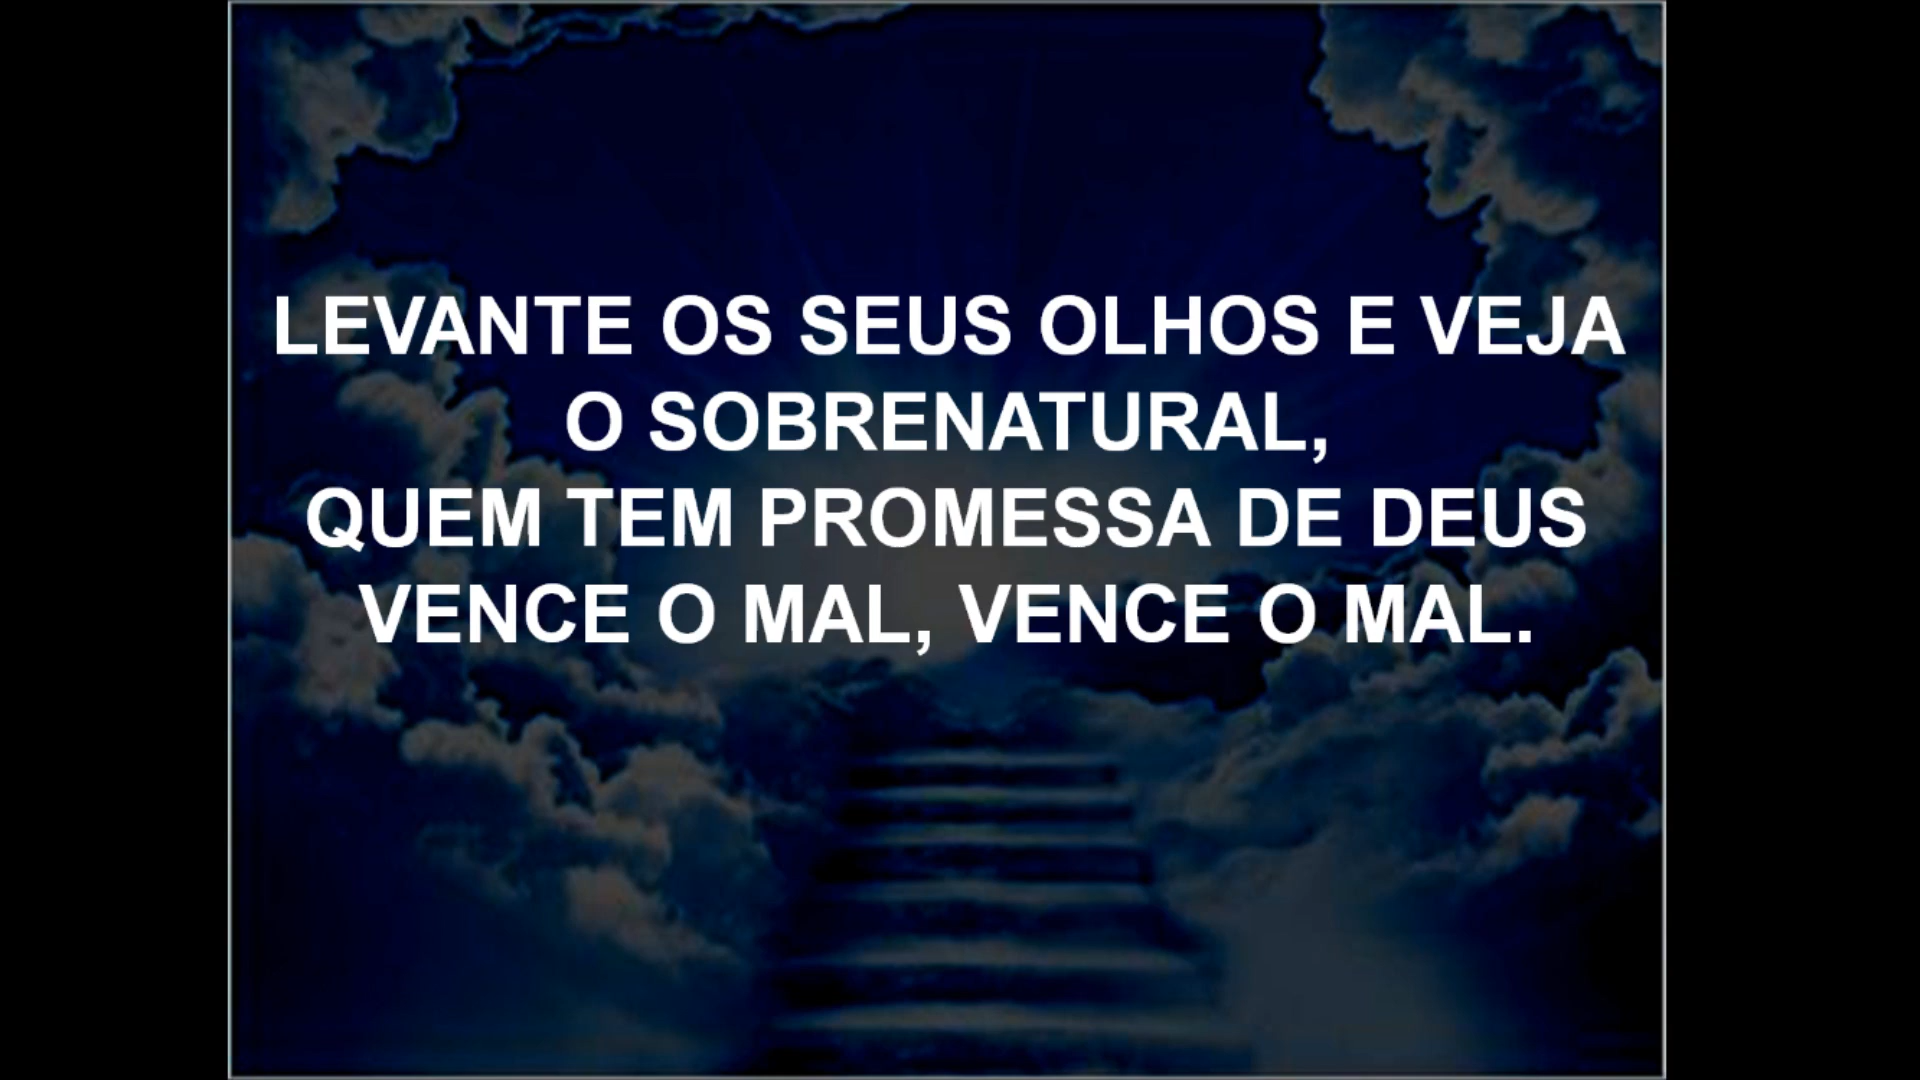 LEVANTE OS SEUS OLHOS E VEJA
O SOBRENATURAL,
QUEM TEM PROMESSA DE DEUS
VENCE O MAL, VENCE O MAL.